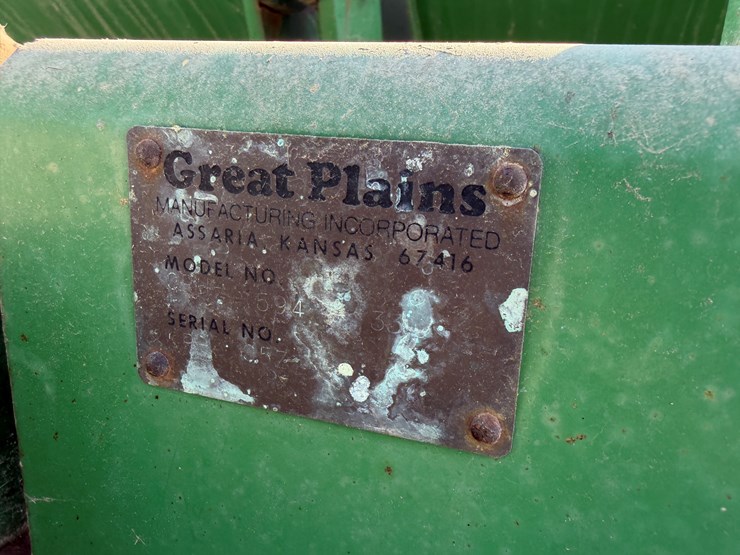 Great Plains
MANUFACTURING INCORPORATED
ASSARIA, KANSAS 67416
MODEL NO.
SERIAL NO.